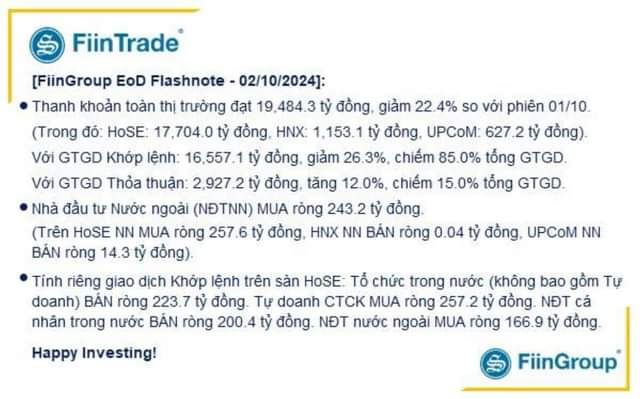 FiinTrade®
[FiinGroup EoD Flashnote - 02/10/2024]:
• Thanh khoản toàn thị trường đạt 19,484.3 tỷ đồng, giảm 22.4% so với phiên 01/10.
(Trong đó: HoSE: 17,704.0 tỷ đồng, HNX: 1,153.1 tỷ đồng, UPCoM: 627.2 tỷ đồng).
Với GTGD Khớp lệnh: 16,557.1 tỷ đồng, giảm 26.3%, chiếm 85.0% tổng GTGD.
Với GTGD Thỏa thuận: 2,927.2 tỷ đồng, tăng 12.0%, chiếm 15.0% tổng GTGD.
• Nhà đầu tư Nước ngoài (NĐTNN) MUA ròng 243.2 tỷ đồng.
(Trên HoSE NN MUA ròng 257.6 tỷ đồng, HNX NN BÁN ròng 0.04 tỷ đồng, UPCoM NN
BÁN ròng 14.3 tỷ đồng).
• Tính riêng giao dịch Khớp lệnh trên sàn HoSE: Tổ chức trong nước (không bao gồm Tự
doanh) BÁN ròng 223.7 tỷ đồng. Tự doanh CTCK MUA ròng 257.2 tỷ đồng. NĐT cá
nhân trong nước BÁN ròng 200.4 tỷ đồng. NĐT nước ngoài MUA ròng 166.9 tỷ đồng.
Happy Investing!
FiinGroup®